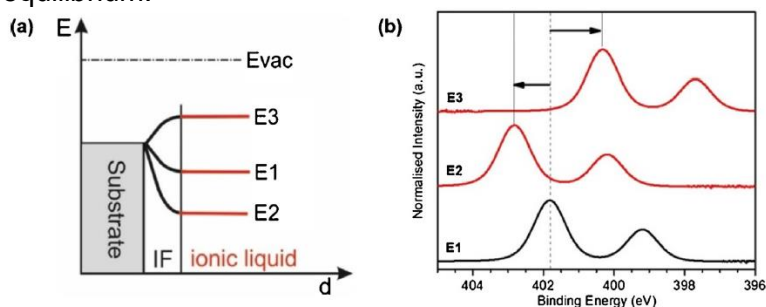 equilibrium.
(a) E
Evac
E3
E1
E2
Substrate
IF
ionic liquid
d
(b)
Normalised Intensity (a.u.)
E3
E2
E1
404 402 400 398 396
Binding Energy (eV)